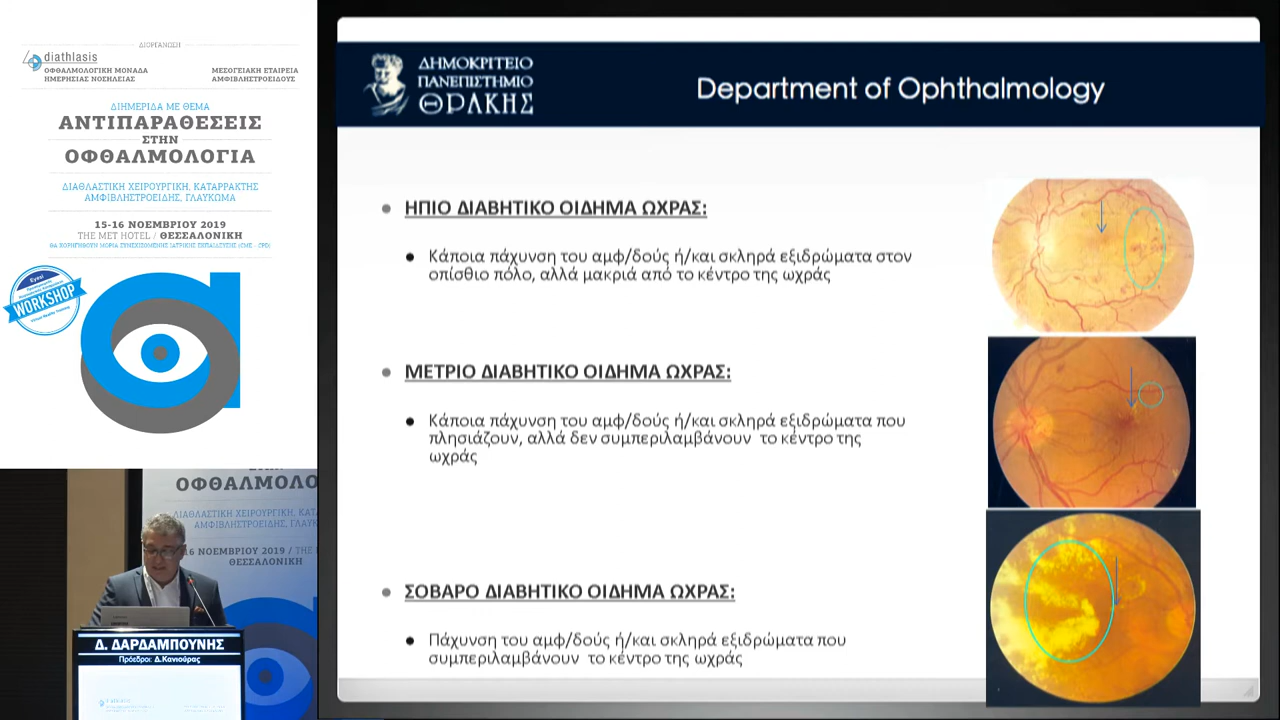 ΔΙΟΡΓΑΝΩΣΗ
diathlasis
ΟΦΘΑΛΜΟΛΟΓΙΚΗ ΜΟΝΑΔΑ
ΗΜΕΡΗΣΙΑΣ ΝΟΣΗΛΕΙΑΣ
ΜΕΣΟΓΕΙΑΚΗ ΕΤΑΙΡΕΙΑ
ΑΜΦΙΒΛΗΣΤΡΟΕΙΔΟΥΣ
ΔΙΗΜΕΡΙΔΑ ΜΕ ΘΕΜΑ
ΑΝΤΙΠΑΡΑΘΕΣΕΙΣ
ΣΤΗΝ
ΟΦΘΑΛΜΟΛΟΓΙΑ
ΔΙΑΘΛΑΣΤΙΚΗ ΧΕΙΡΟΥΡΓΙΚΗ, ΚΑΤΑΡΡΑΚΤΗΣ
ΑΜΦΙΒΛΗΣΤΡΟΕΙΔΗΣ, ΓΛΑΥΚΩΜΑ
15-16 ΝΟΕΜΒΡΙΟΥ 2019
THE MET HOTEL / ΘΕΣΣΑΛΟΝΙΚΗ
ΘΑ ΧΟΡΗΓΗΘΟΥΝ ΜΟΡΙΑ ΣΥΝΕΧΙΖΟΜΕΝΗΣ ΙΑΤΡΙΚΗΣ ΕΚΠΑΙΔΕΥΣΗΣ (CME - CPD)
Eyesi
WORKSHOP
ΔΗΜΟΚΡΙΤΕΙΟ
ΠΑΝΕΠΙΣΤΗΜΙΟ
ΘΡΑΚΗΣ
Department of Ophthalmology
ΗΠΙΟ ΔΙΑΒΗΤΙΚΟ ΟΙΔΗΜΑ ΩΧΡΑΣ:
Κάποια πάχυνση του αμφ/δούς ή/και σκληρά εξιδρώματα στον
οπίσθιο πόλο, αλλά μακριά από το κέντρο της ωχράς
ΜΕΤΡΙΟ ΔΙΑΒΗΤΙΚΟ ΟΙΔΗΜΑ ΩΧΡΑΣ:
Κάποια πάχυνση του αμφ/δούς ή/και σκληρά εξιδρώματα που
πλησιάζουν, αλλά δεν συμπεριλαμβάνουν το κέντρο της
ωχράς
ΣΟΒΑΡΟ ΔΙΑΒΗΤΙΚΟ ΟΙΔΗΜΑ ΩΧΡΑΣ:
Πάχυνση του αμφ/δούς ή/και σκληρά εξιδρώματα που
συμπεριλαμβάνουν το κέντρο της ωχράς
ΟΦΘΑΛΜΟΛΟ
ΔΙΑΘΛΑΣΤΙΚΗ ΧΕΙΡΟΥΡΓΙΚΗ, ΚΑΤ
ΑΜΦΙΒΛΗΣΤΡΟΕΙΔΗΣ, ΓΛΑΥΚ
16 ΝΟΕΜΒΡΙΟΥ 2019 / THE
ΘΕΣΣΑΛΟΝΙΚΗ
Δ. ΔΑΡΔΑΜΠΟΥΝΗΣ
Πρόεδροι: Δ.Κανιούρας